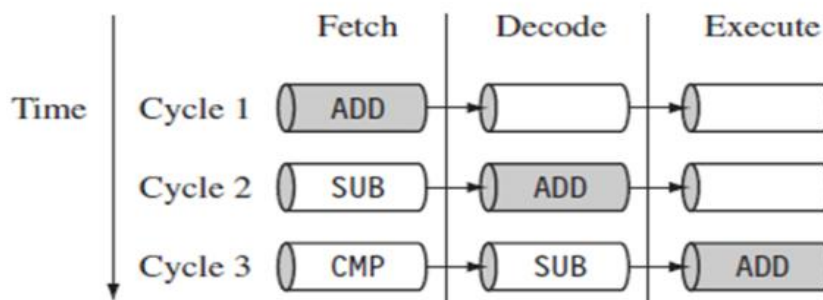 Fetch Decode Execute
Time Cycle 1 ADD
Cycle 2 SUB ADD
Cycle 3 CMP SUB ADD